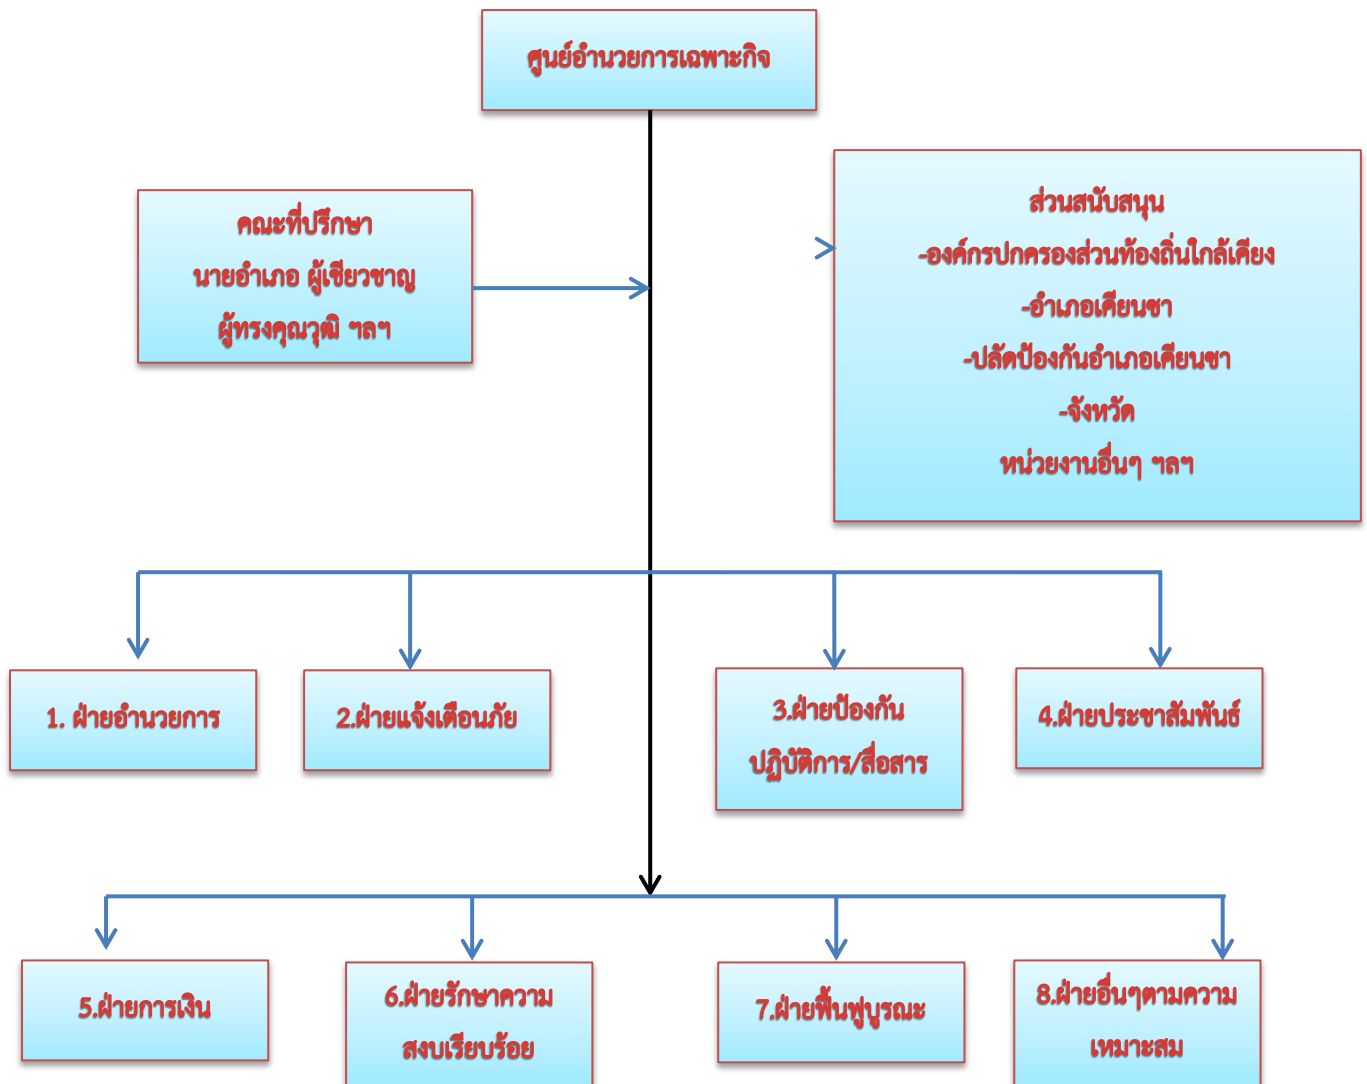 ศูนย์อำนวยการเฉพาะกิจ
คณะที่ปรึกษา
นายอำเภอ ผู้เชียวชาญ
ผู้ทรงคุณวุฒิ ฯลฯ
ส่วนสนับสนุน
-องค์กรปกครองส่วนท้องถิ่นใกล้เคียง
-อำเภอเคียนซา
-ปลัดป้องกันอำเภอเคียนซา
-จังหวัด
หน่วยงานอื่นๆ ฯลฯ
1. ฝ่ายอำนวยการ
2.ฝ่ายแจ้งเตือนภัย
3.ฝ่ายป้องกัน
ปฏิบัติการ/สื่อสาร
4.ฝ่ายประชาสัมพันธ์
5.ฝ่ายการเงิน
6.ฝ่ายรักษาความ
สงบเรียบร้อย
7.ฝ่ายฟื้นฟูบูรณะ
8.ฝ่ายอื่นๆตามความ
เหมาะสม